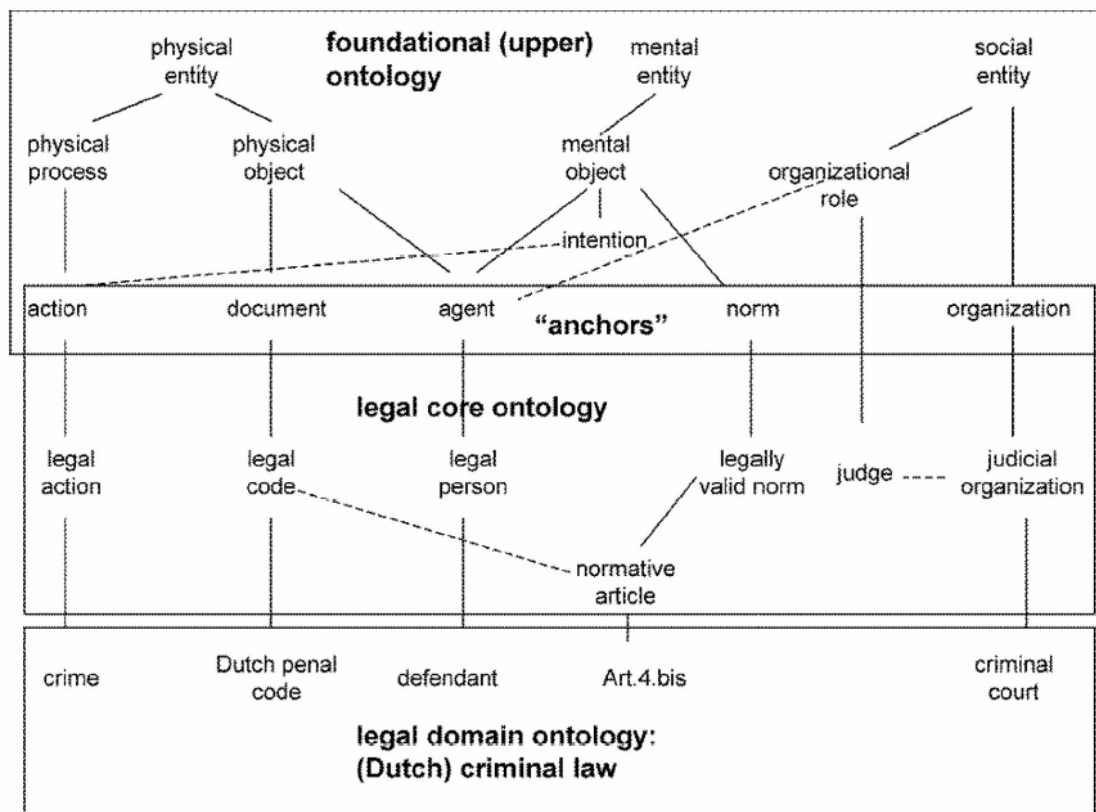 physical
entity
foundational (upper)
ontology
mental
entity
social
entity
physical
process
physical
object
mental
object
organizational
role
intention
action
document
agent
"anchors"
norm
organization
legal core ontology
legal
action
legal
code
legal
person
legally
valid norm
judge
judicial
organization
normative
article
crime
Dutch penal
code
defendant
Art.4.bis
criminal
court
legal domain ontology:
(Dutch) criminal law